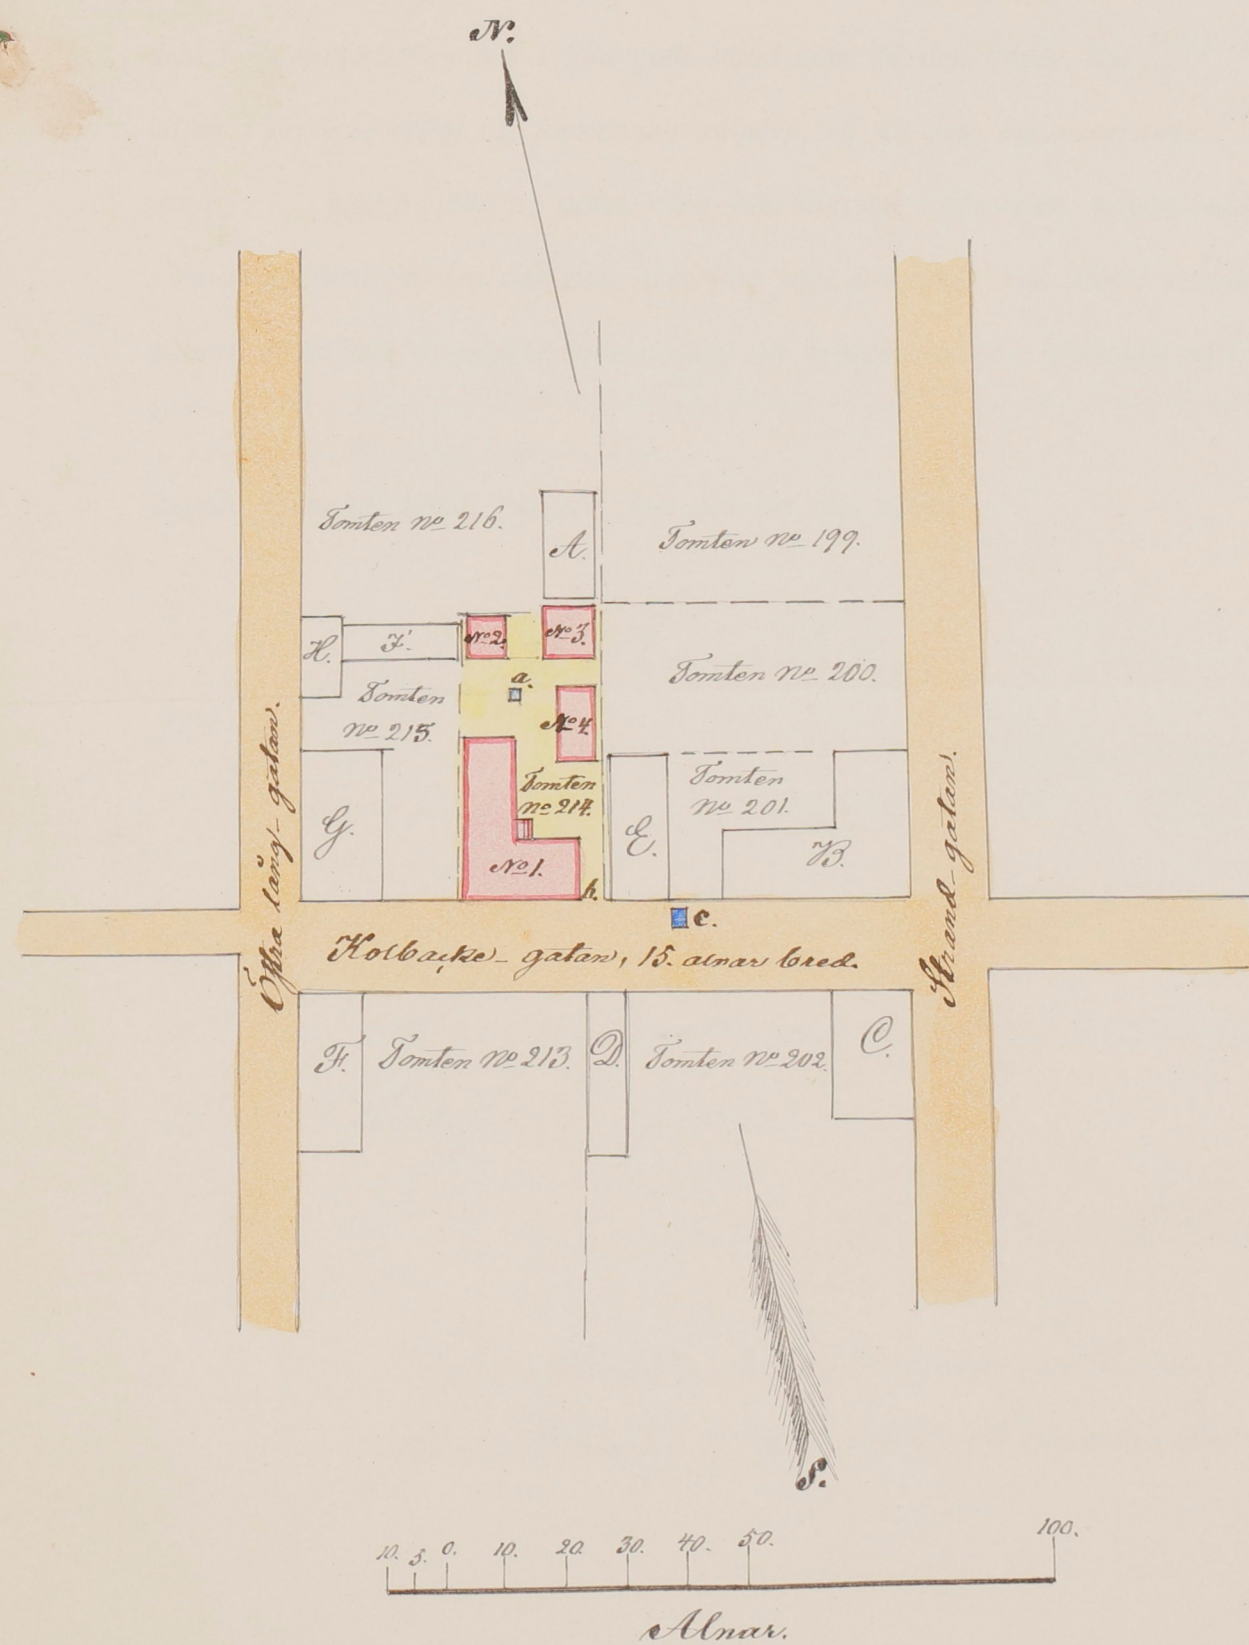 N.
Tomten No 216.
A.
Tomten No 199.
H.
I.
No 2.
No 3.
Tomten
No 215.
a.
No 4.
Tomten No 200.
Tomten
No 214.
Tomten
No 201.
G.
No 1.
b.
E.
B.
c.
Östra lång-gatan.
Kolbacke-gatan, 15. alnar bred.
Strand-gatan.
F.
Tomten No 213.
D.
Tomten No 202.
C.
S.
10. 5. 0. 10. 20. 30. 40. 50. 100.
Alnar.